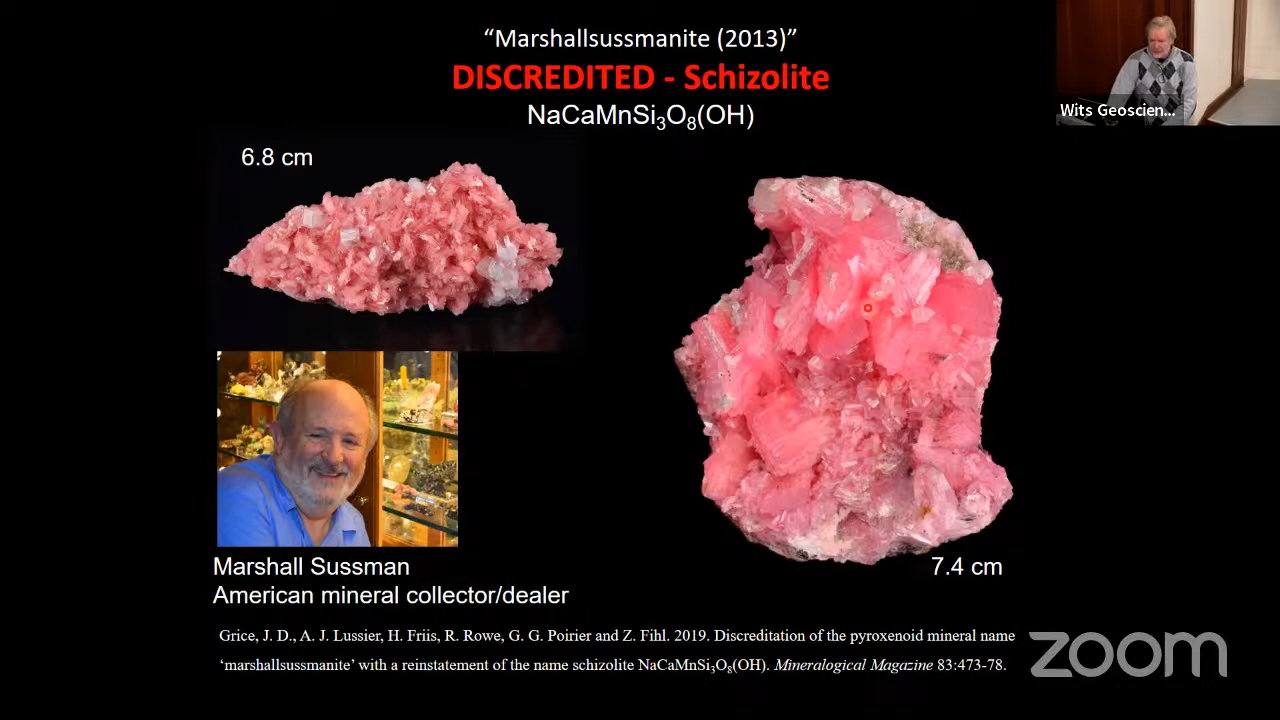 “Marshallsussmanite (2013)”
DISCREDITED - Schizolite
NaCaMnSi₃O₈(OH)
Wits Geoscien...
6.8 cm
7.4 cm
Marshall Sussman
American mineral collector/dealer
Grice, J. D., A. J. Lussier, H. Friis, R. Rowe, G. G. Poirier and Z. Fihl. 2019. Discreditation of the pyroxenoid mineral name
‘marshallsussmanite’ with a reinstatement of the name schizolite NaCaMnSi₃O₈(OH). Mineralogical Magazine 83:473-78.
zoom